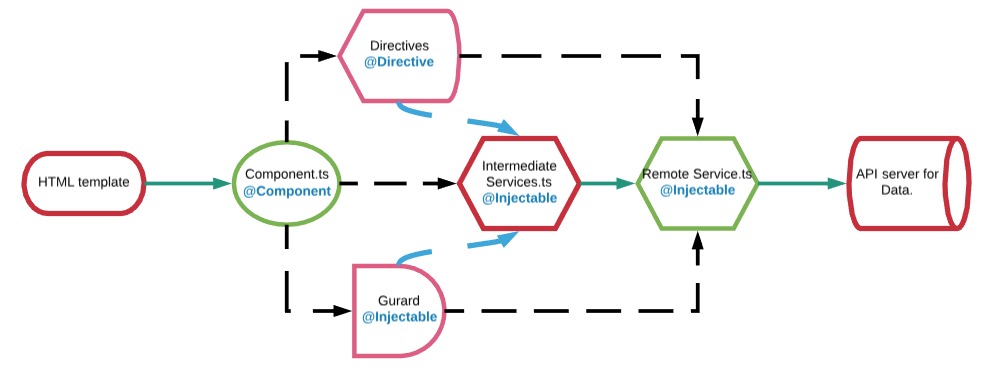 Directives
@Directive
HTML template
Component.ts
@Component
Intermediate
Services.ts
@Injectable
Remote Service.ts
@Injectable
API server for
Data.
Gurard
@Injectable